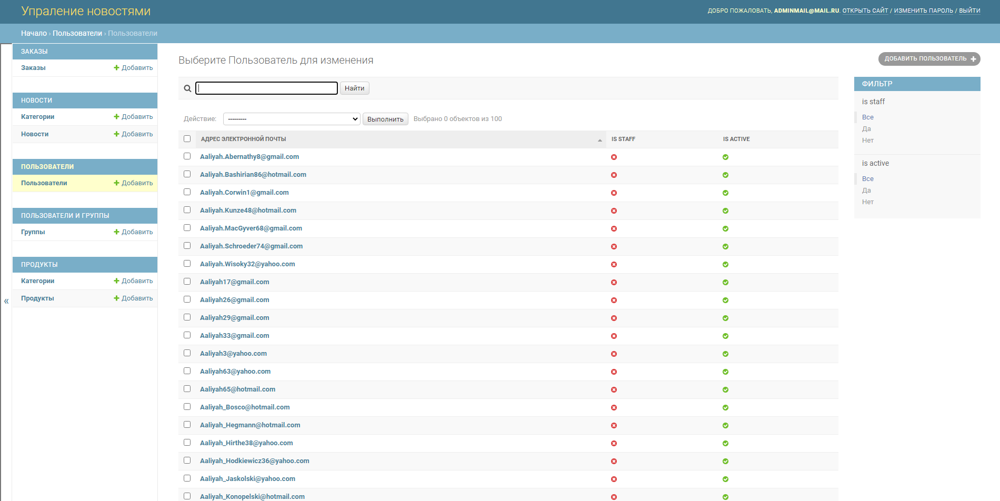 Упраление новостями
ДОБРО ПОЖАЛОВАТЬ, ADMINMAIL@MAIL.RU. ОТКРЫТЬ САЙТ / ИЗМЕНИТЬ ПАРОЛЬ / ВЫЙТИ
Начало › Пользователи › Пользователи
ЗАКАЗЫ
Заказы Добавить
НОВОСТИ
Категории Добавить
Новости Добавить
ПОЛЬЗОВАТЕЛИ
Пользователи Добавить
ПОЛЬЗОВАТЕЛИ И ГРУППЫ
Группы Добавить
ПРОДУКТЫ
Категории Добавить
Продукты Добавить
«
Выберите Пользователь для изменения
ДОБАВИТЬ ПОЛЬЗОВАТЕЛЬ
Найти
Действие: --------- Выполнить Выбрано 0 объектов из 100
АДРЕС ЭЛЕКТРОННОЙ ПОЧТЫ IS STAFF IS ACTIVE
Aaliyah.Abernathy8@gmail.com
Aaliyah.Bashirian86@hotmail.com
Aaliyah.Corwin1@gmail.com
Aaliyah.Kunze48@hotmail.com
Aaliyah.MacGyver68@gmail.com
Aaliyah.Schroeder74@gmail.com
Aaliyah.Wisoky32@yahoo.com
Aaliyah17@gmail.com
Aaliyah26@gmail.com
Aaliyah29@gmail.com
Aaliyah33@gmail.com
Aaliyah3@yahoo.com
Aaliyah63@yahoo.com
Aaliyah65@hotmail.com
Aaliyah_Bosco@hotmail.com
Aaliyah_Hegmann@hotmail.com
Aaliyah_Hirthe38@yahoo.com
Aaliyah_Hodkiewicz36@yahoo.com
Aaliyah_Jaskolski@yahoo.com
Aaliyah_Konopelski@hotmail.com
ФИЛЬТР
is staff
Все
Да
Нет
is active
Все
Да
Нет